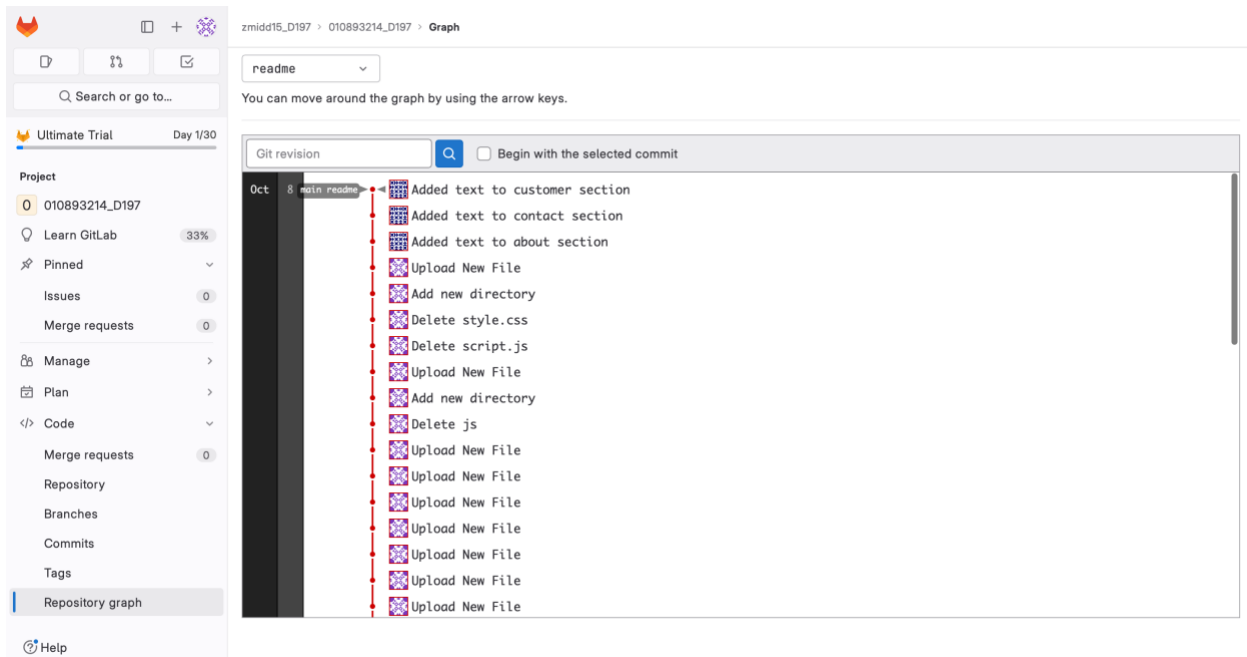 zmidd15_D197 > 010893214_D197 > Graph
Search or go to...
Ultimate Trial Day 1/30
Project
O 010893214_D197
Learn GitLab 33%
Pinned
Issues 0
Merge requests 0
Manage
Plan
Code
Merge requests 0
Repository
Branches
Commits
Tags
Repository graph
Help
readme
You can move around the graph by using the arrow keys.
Git revision Begin with the selected commit
Oct 8 main readme Added text to customer section
Added text to contact section
Added text to about section
Upload New File
Add new directory
Delete style.css
Delete script.js
Upload New File
Add new directory
Delete js
Upload New File
Upload New File
Upload New File
Upload New File
Upload New File
Upload New File
Upload New File